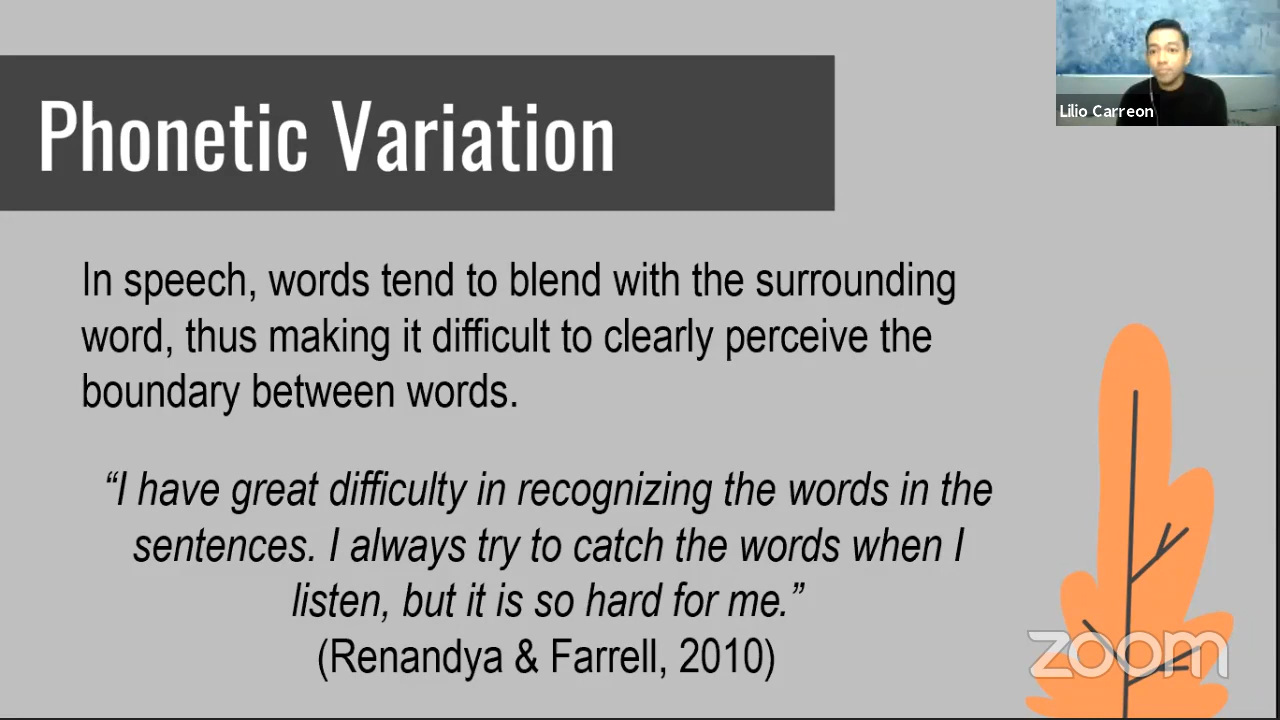 Lilio Carreon
Phonetic Variation
In speech, words tend to blend with the surrounding
word, thus making it difficult to clearly perceive the
boundary between words.
“I have great difficulty in recognizing the words in the
sentences. I always try to catch the words when I
listen, but it is so hard for me.”
(Renandya & Farrell, 2010)
zoom